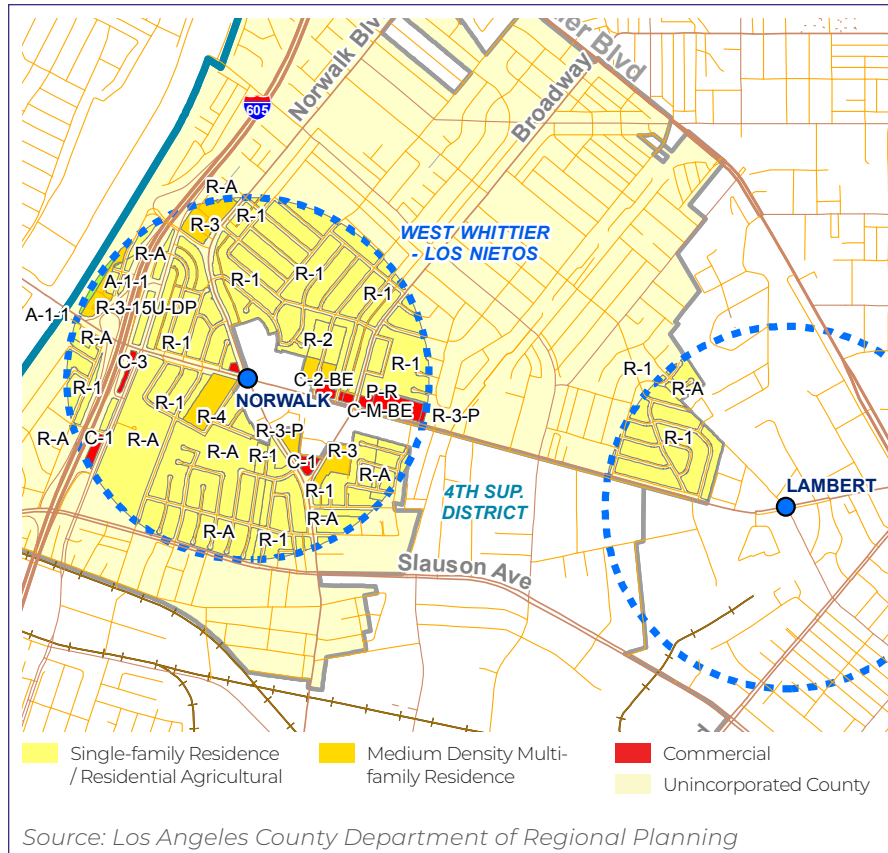 Norwalk Blv
Broadway
er Blvd
605
R-A
R-3
R-1
WEST WHITTIER
- LOS NIETOS
R-A
R-1
R-1
A-1-1
R-1
A-1-1
R-3-15U-DP
R-A
R-1
R-2
R-1
R-1
C-3
C-2-BE
P-R
R-A
R-1
NORWALK
C-M-BE
R-1
R-1
R-4
R-3-P
R-3-P
R-A
C-1
R-A
R-A
R-1
C-1
R-3
R-A
LAMBERT
R-1
4TH SUP.
DISTRICT
R-A
R-A
R-1
Slauson Ave
Single-family Residence
/ Residential Agricultural
Medium Density Multi-
family Residence
Commercial
Unincorporated County
Source: Los Angeles County Department of Regional Planning